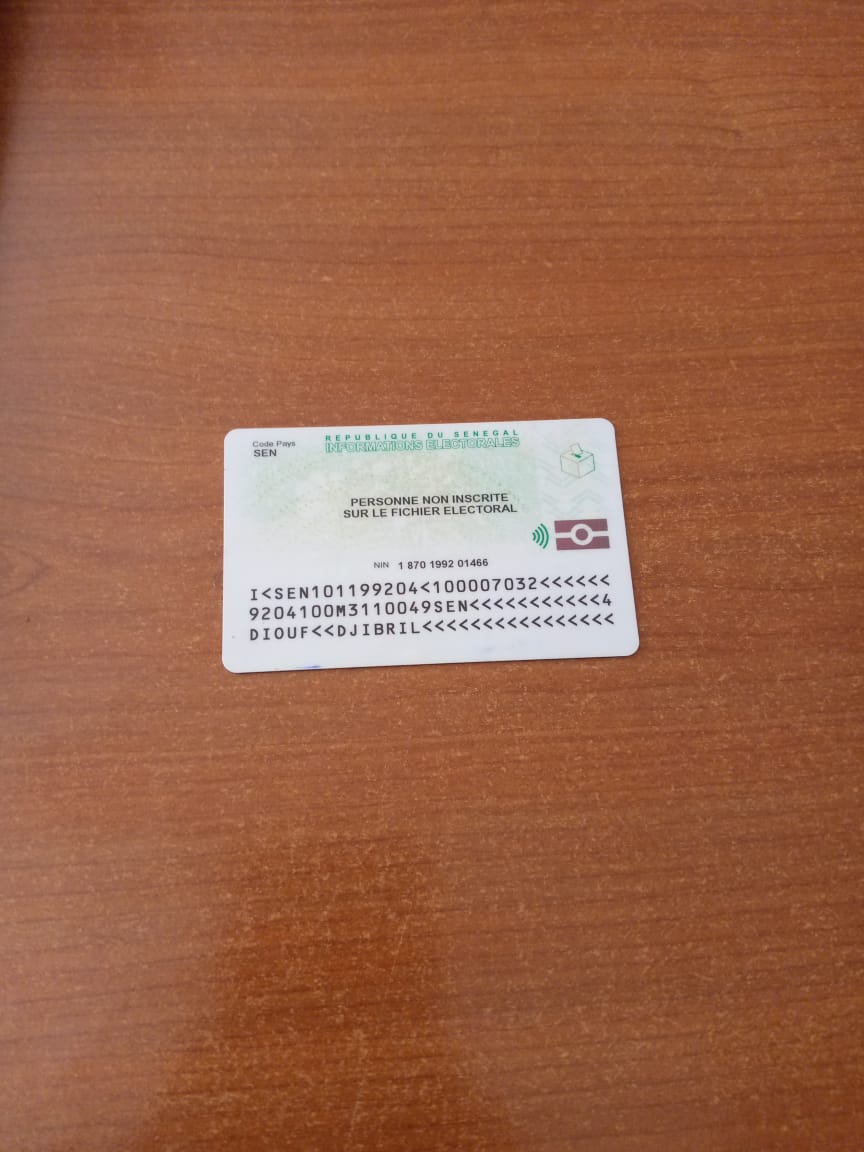 Code Pays
SEN
REPUBLIQUE DU SENEGAL
INFORMATIONS ELECTORALES
PERSONNE NON INSCRITE
SUR LE FICHIER ELECTORAL
NIN 1 870 1992 01466
I<SEN101199204<100007032<<<<<<
9204100M3110049SEN<<<<<<<<<<<4
DIOUF<<DJIBRIL<<<<<<<<<<<<<<<<